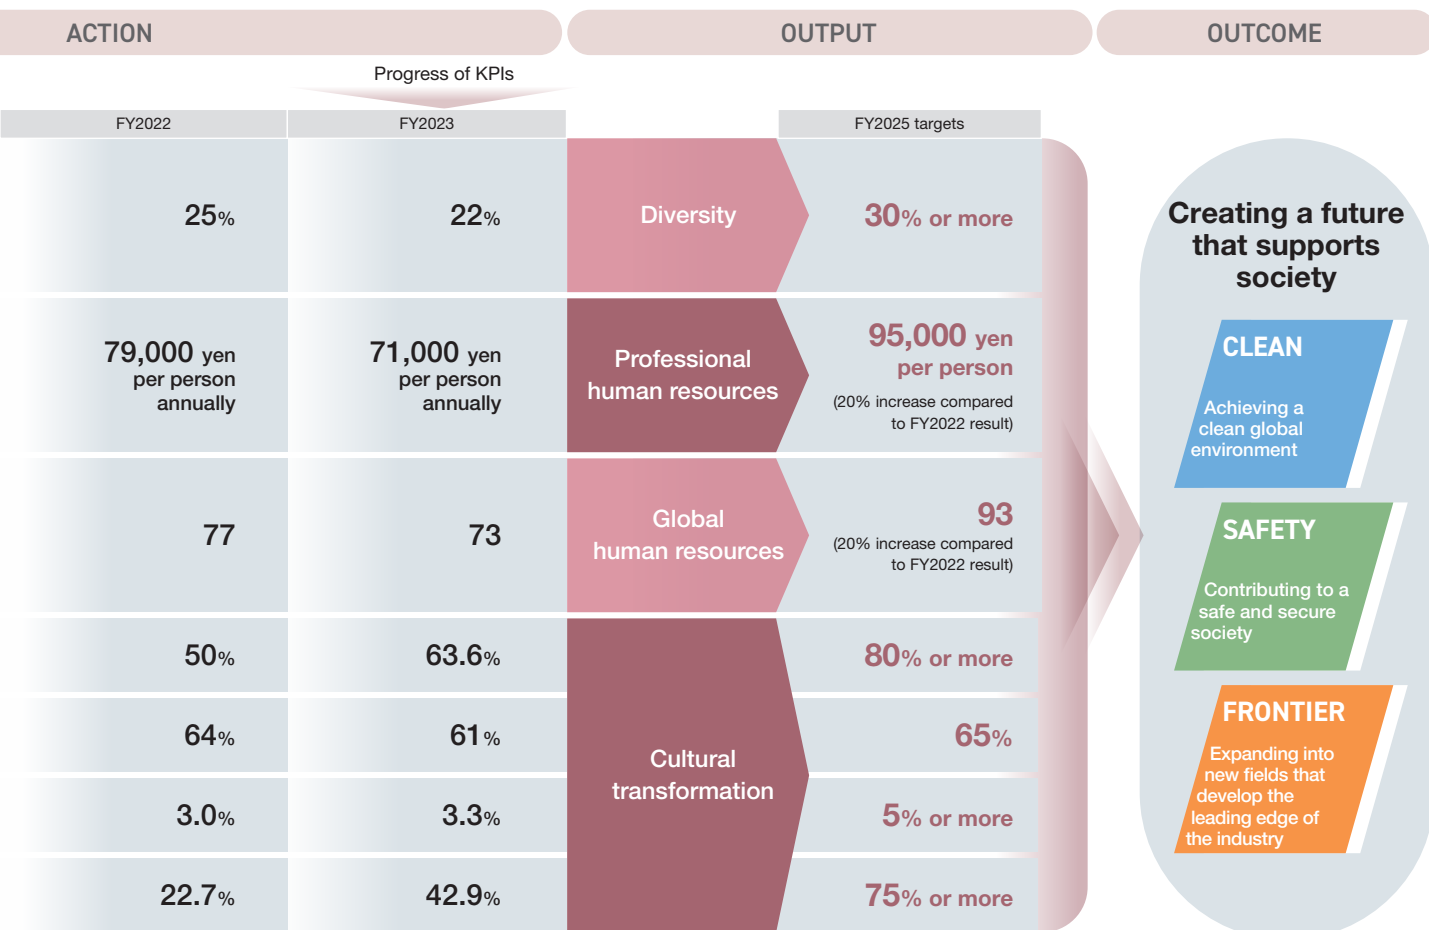 ACTION
OUTPUT
OUTCOME
Progress of KPIs
FY2022
FY2023
FY2025 targets
25%
22%
Diversity
30% or more
79,000 yen
per person
annually
71,000 yen
per person
annually
Professional
human resources
95,000 yen
per person
(20% increase compared
to FY2022 result)
77
73
Global
human resources
93
(20% increase compared
to FY2022 result)
50%
63.6%
80% or more
64%
61%
65%
Cultural
transformation
3.0%
3.3%
5% or more
22.7%
42.9%
75% or more
Creating a future
that supports
society
CLEAN
Achieving a
clean global
environment
SAFETY
Contributing to a
safe and secure
society
FRONTIER
Expanding into
new fields that
develop the
leading edge of
the industry